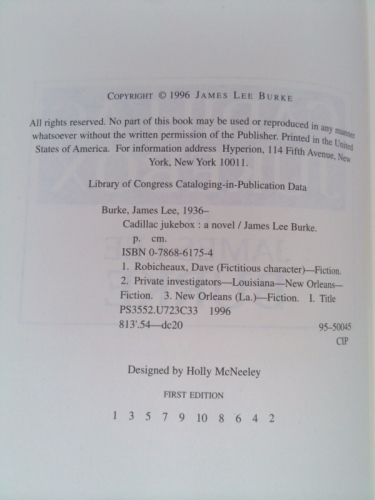 COPYRIGHT © 1996 JAMES LEE BURKE
All rights reserved. No part of this book may be used or reproduced in any manner
whatsoever without the written permission of the Publisher. Printed in the United
States of America. For information address Hyperion, 114 Fifth Avenue, New
York, New York 10011.
Library of Congress Cataloging-in-Publication Data
Burke, James Lee, 1936–
Cadillac jukebox : a novel / James Lee Burke.
p. cm.
ISBN 0-7868-6175-4
1. Robicheaux, Dave (Fictitious character)—Fiction.
2. Private investigators—Louisiana—New Orleans—
Fiction. 3. New Orleans (La.)—Fiction. I. Title
PS3552.U723C33 1996
813'.54—dc20 95-50045
CIP
Designed by Holly McNeeley
FIRST EDITION
1 3 5 7 9 10 8 6 4 2